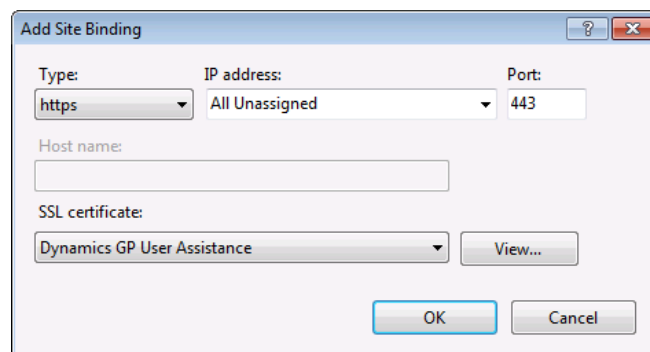 Add Site Binding
Type: IP address: Port:
https All Unassigned 443
Host name:
SSL certificate:
Dynamics GP User Assistance View...
OK Cancel